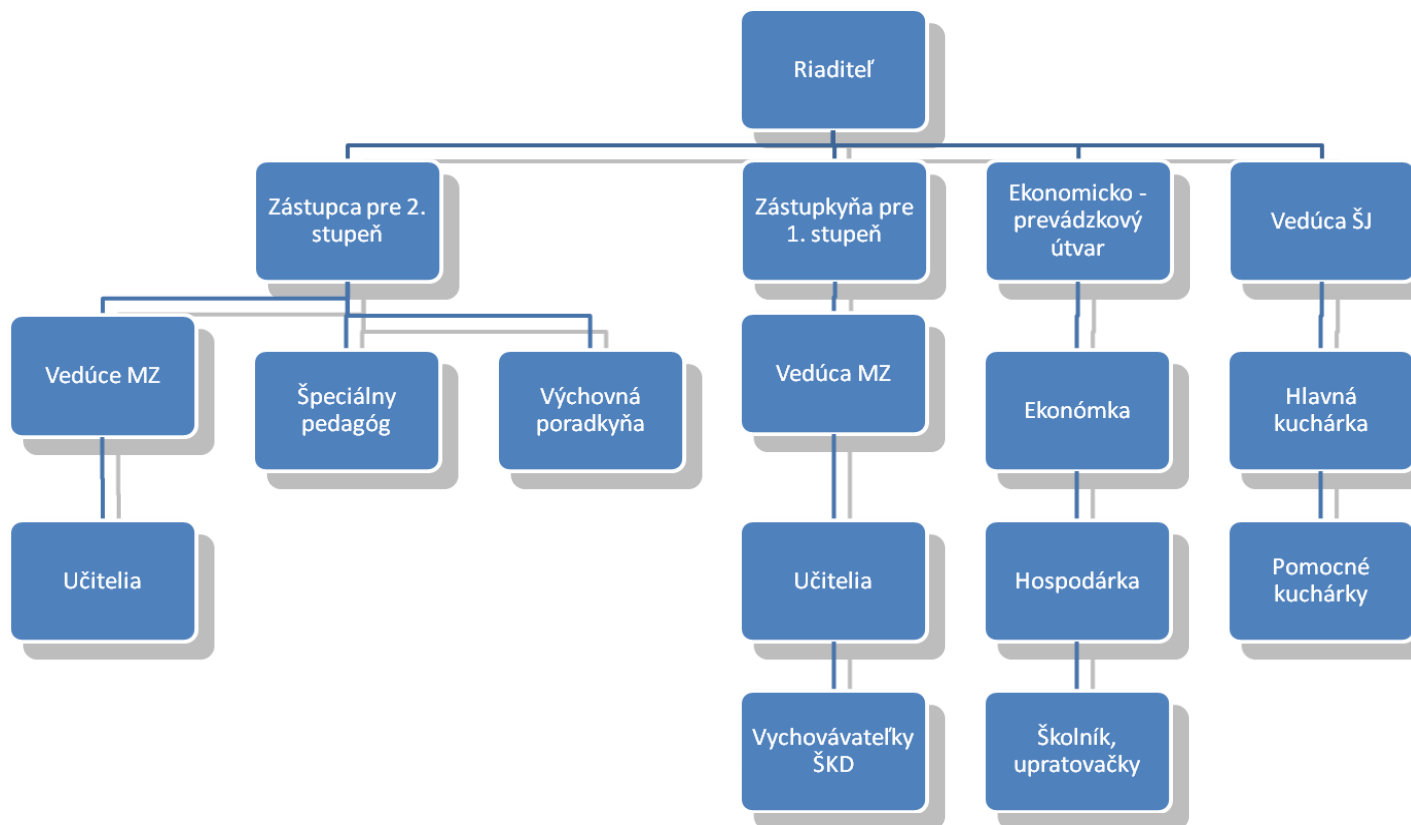 Riaditeľ
Zástupca pre 2.
stupeň
Zástupkyňa pre
1. stupeň
Ekonomicko -
prevádzkový
útvar
Vedúca ŠJ
Vedúce MZ
Špeciálny
pedagóg
Výchovná
poradkyňa
Vedúca MZ
Ekonómka
Hlavná
kuchárka
Učitelia
Učitelia
Hospodárka
Pomocné
kuchárky
Vychovávateľky
ŠKD
Školník,
upratovačky